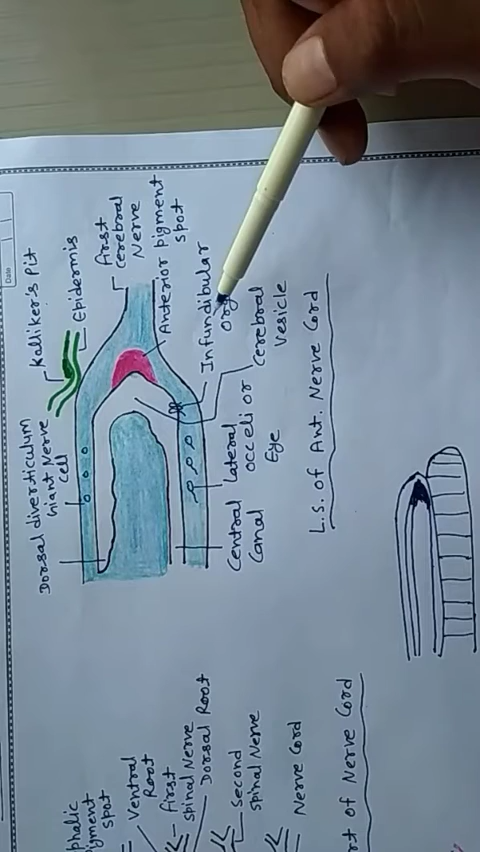 Date
Kolliker's Pit
Epidermis
first
cerebral
Nerve
Anterior pigment
spot
Infundibular
Cerebral
vesicle
Dorsal diverticulum
Giant Nerve
cell
Lateral
occeli or
Eye
Central
Canal
L.S. of Ant. Nerve Cord
Ventral
Root
first
spinal Nerve
Dorsal Root
second
spinal Nerve
Nerve Cord
spot
of Nerve Cord